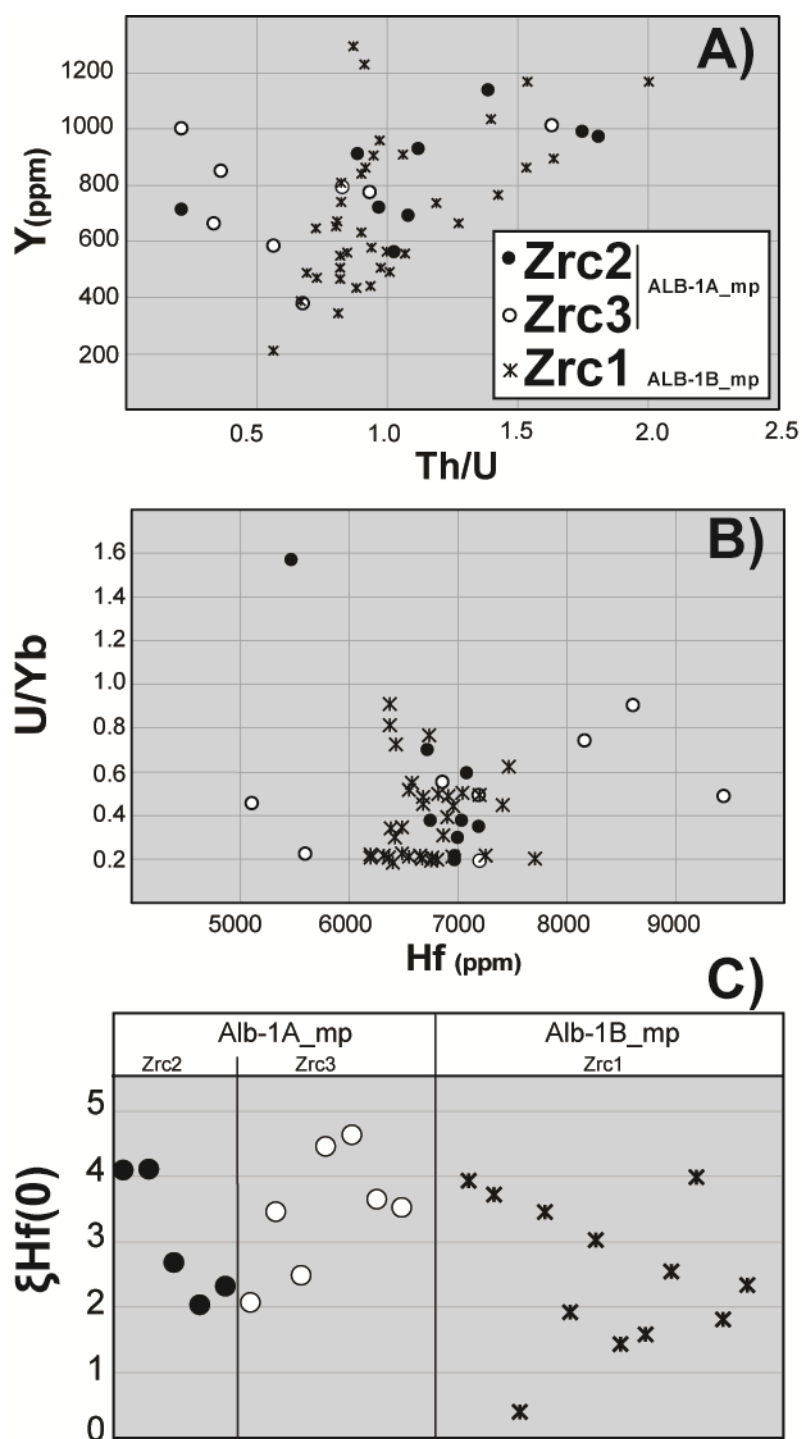 A)
1200
1000
800
600
400
200
Y(ppm)
Zrc2
Zrc3
ALB-1A_mp
Zrc1 ALB-1B_mp
0.5 1.0 1.5 2.0 2.5
Th/U
B)
1.6
1.4
1.2
1.0
0.8
0.6
0.4
0.2
U/Yb
5000 6000 7000 8000 9000
Hf (ppm)
C)
Alb-1A_mp Alb-1B_mp
Zrc2 Zrc3 Zrc1
5
4
3
2
1
0
ξHf(0)